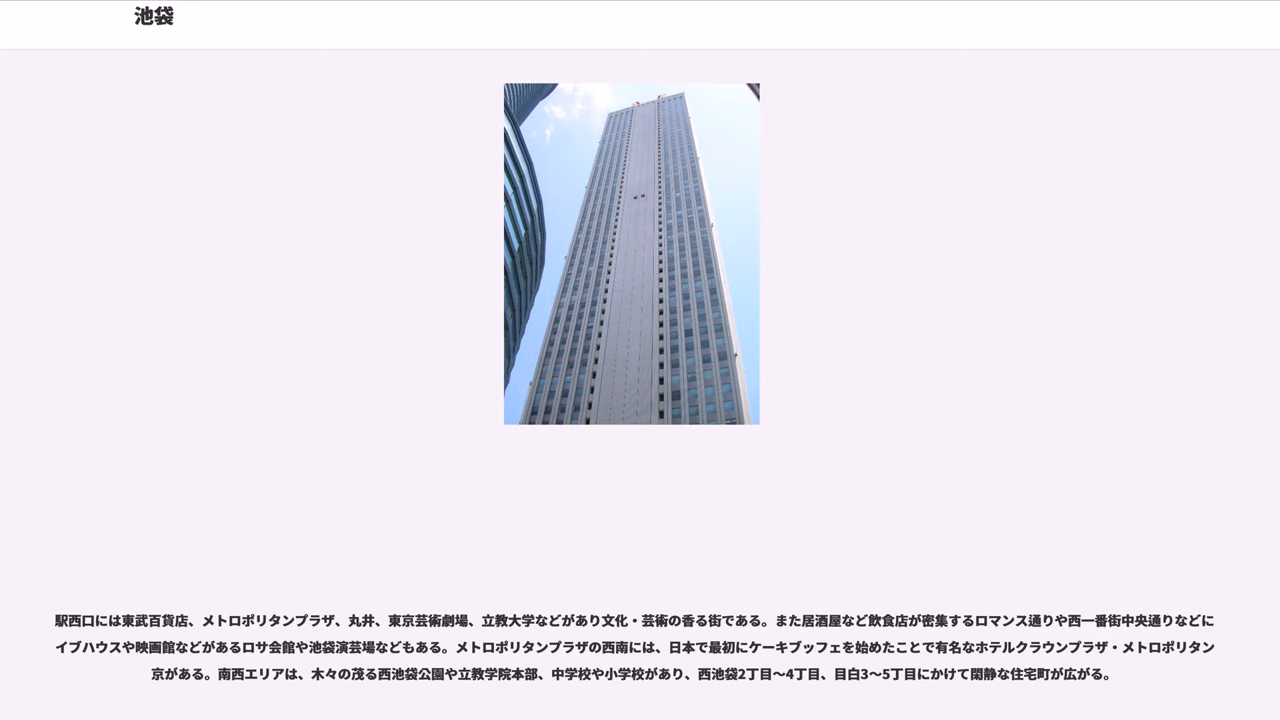 池袋
駅西口には東武百貨店、メトロポリタンプラザ、丸井、東京芸術劇場、立教大学などがあり文化・芸術の香る街である。また居酒屋など飲食店が密集するロマンス通りや西一番街中央通りなどに
イブハウスや映画館などがあるロサ会館や池袋演芸場などもある。メトロポリタンプラザの西南には、日本で最初にケーキブッフェを始めたことで有名なホテルクラウンプラザ・メトロポリタン
京がある。南西エリアは、木々の茂る西池袋公園や立教学院本部、中学校や小学校があり、西池袋2丁目〜4丁目、目白3〜5丁目にかけて閑静な住宅町が広がる。